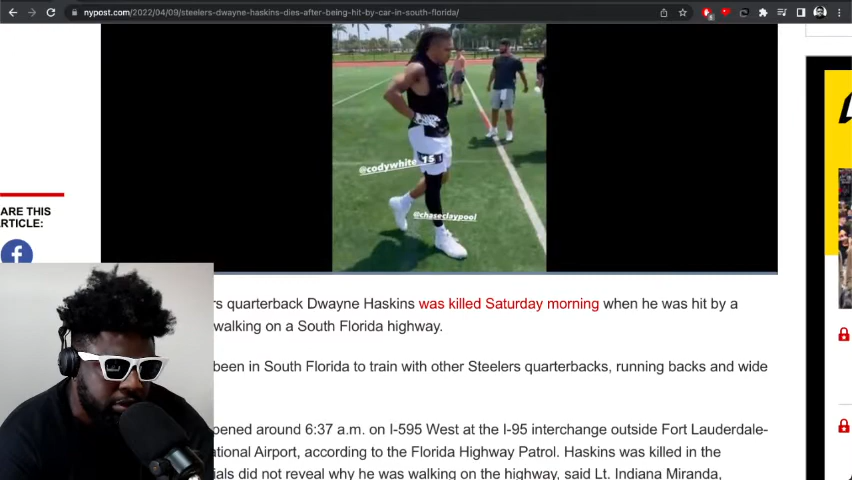 nypost.com/2022/04/09/steelers-dwayne-haskins-dies-after-being-hit-by-car-in-south-florida/
@codywhite_15
@chaseclaypool
ARE THIS
RTICLE:
rs quarterback Dwayne Haskins was killed Saturday morning when he was hit by a
walking on a South Florida highway.
been in South Florida to train with other Steelers quarterbacks, running backs and wide
pened around 6:37 a.m. on I-595 West at the I-95 interchange outside Fort Lauderdale-
ational Airport, according to the Florida Highway Patrol. Haskins was killed in the
ials did not reveal why he was walking on the highway, said Lt. Indiana Miranda,